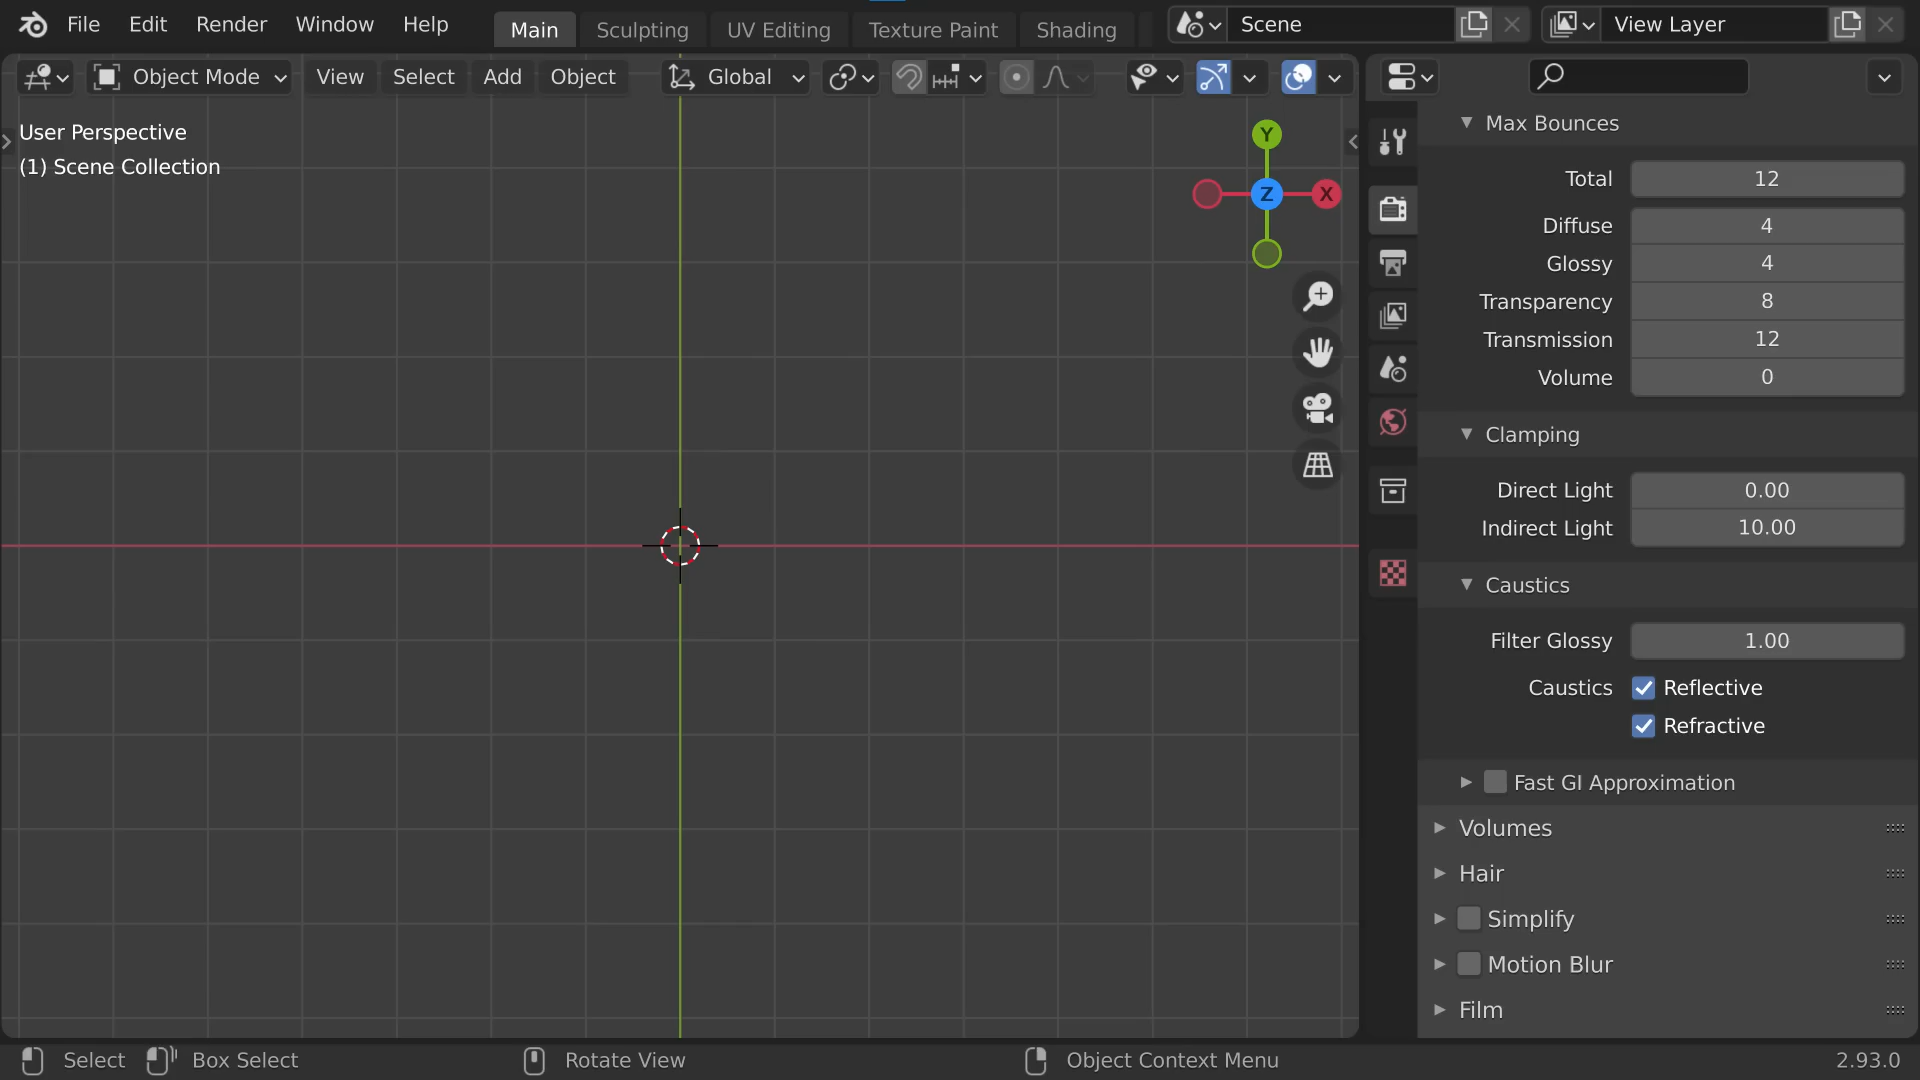 File Edit Render Window Help Main Sculpting UV Editing Texture Paint Shading Scene View Layer
Object Mode View Select Add Object Global
User Perspective
(1) Scene Collection
Y
Z X
Max Bounces
Total 12
Diffuse 4
Glossy 4
Transparency 8
Transmission 12
Volume 0
Clamping
Direct Light 0.00
Indirect Light 10.00
Caustics
Filter Glossy 1.00
Caustics Reflective
Refractive
Fast GI Approximation
Volumes
Hair
Simplify
Motion Blur
Film
Select Box Select Rotate View Object Context Menu 2.93.0